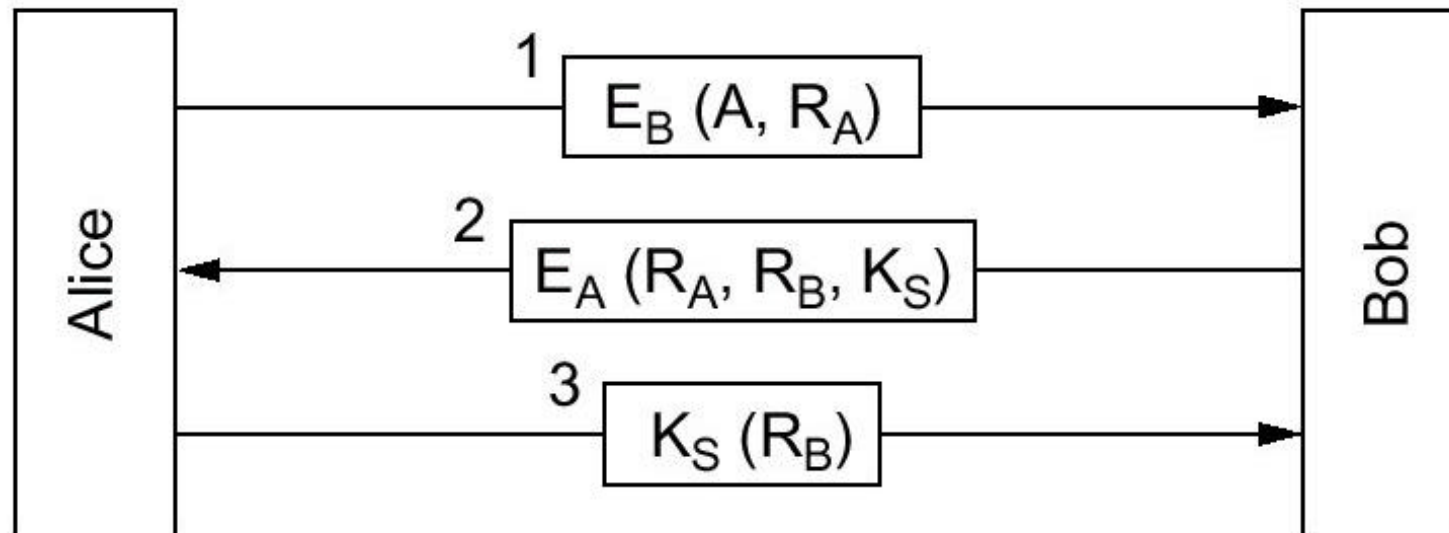 Alice
1
E_B (A, R_A)
2
E_A (R_A, R_B, K_S)
3
K_S (R_B)
Bob